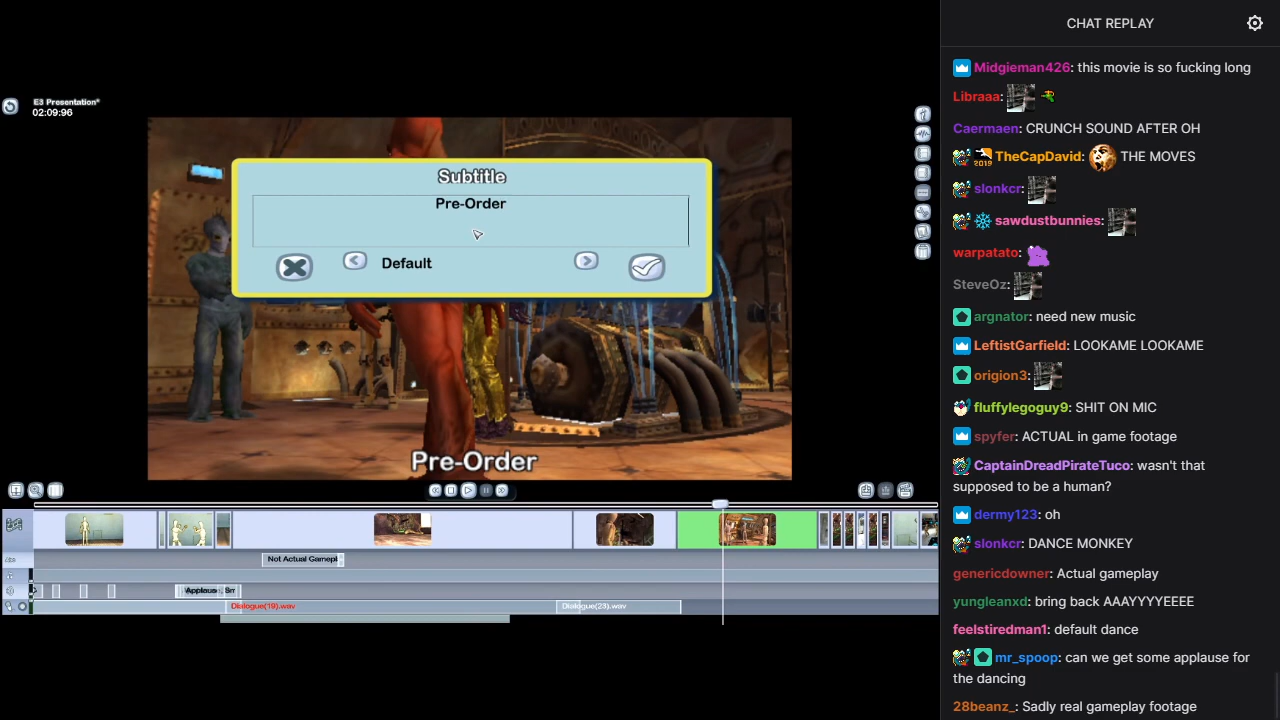 E3 Presentation*
02:09:96
Subtitle
Pre-Order
Default
Pre-Order
Not Actual Gamepl
Applause, Sm
Dialogue(19).wav
Dialogue(23).wav
CHAT REPLAY
Midgieman426: this movie is so fucking long
Libraaa:
Caermaen: CRUNCH SOUND AFTER OH
2019 TheCapDavid: THE MOVES
slonkcr:
sawdustbunnies:
warpatato:
SteveOz:
argnator: need new music
LeftistGarfield: LOOKAME LOOKAME
origion3:
fluffylegoguy9: SHIT ON MIC
spyfer: ACTUAL in game footage
CaptainDreadPirateTuco: wasn't that
supposed to be a human?
dermy123: oh
slonkcr: DANCE MONKEY
genericdowner: Actual gameplay
yungleanxd: bring back AAAYYYYEEEE
feelstiredman1: default dance
mr_spoop: can we get some applause for
the dancing
28beanz_: Sadly real gameplay footage